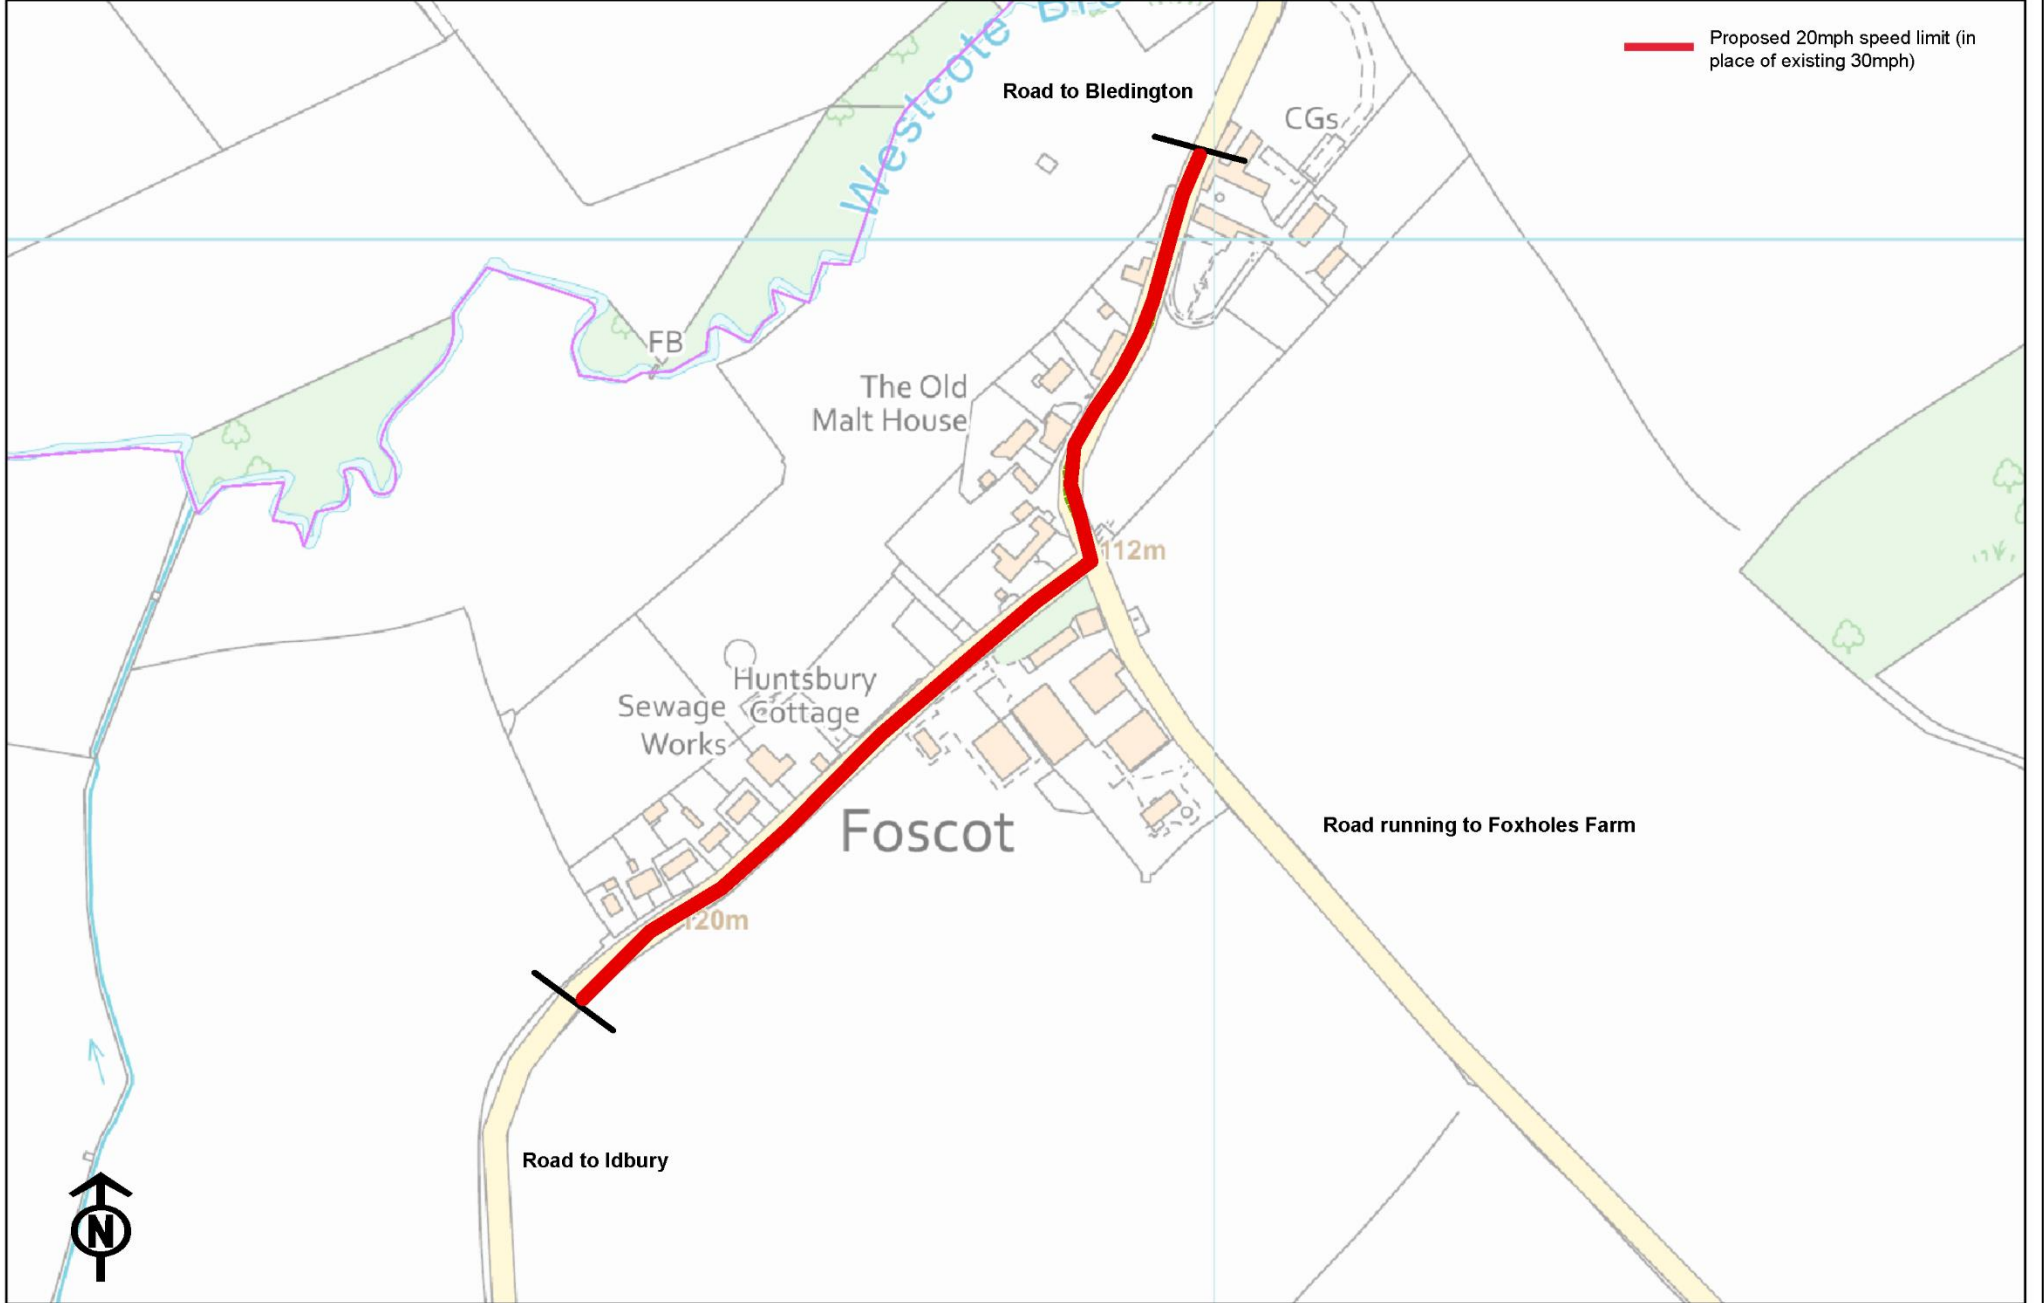 Westcote
Proposed 20mph speed limit (in
place of existing 30mph)
Road to Bledington
CGs
FB
The Old
Malt House
112m
Huntsbury
Cottage
Sewage
Works
Foscot
Road running to Foxholes Farm
120m
Road to Idbury
N